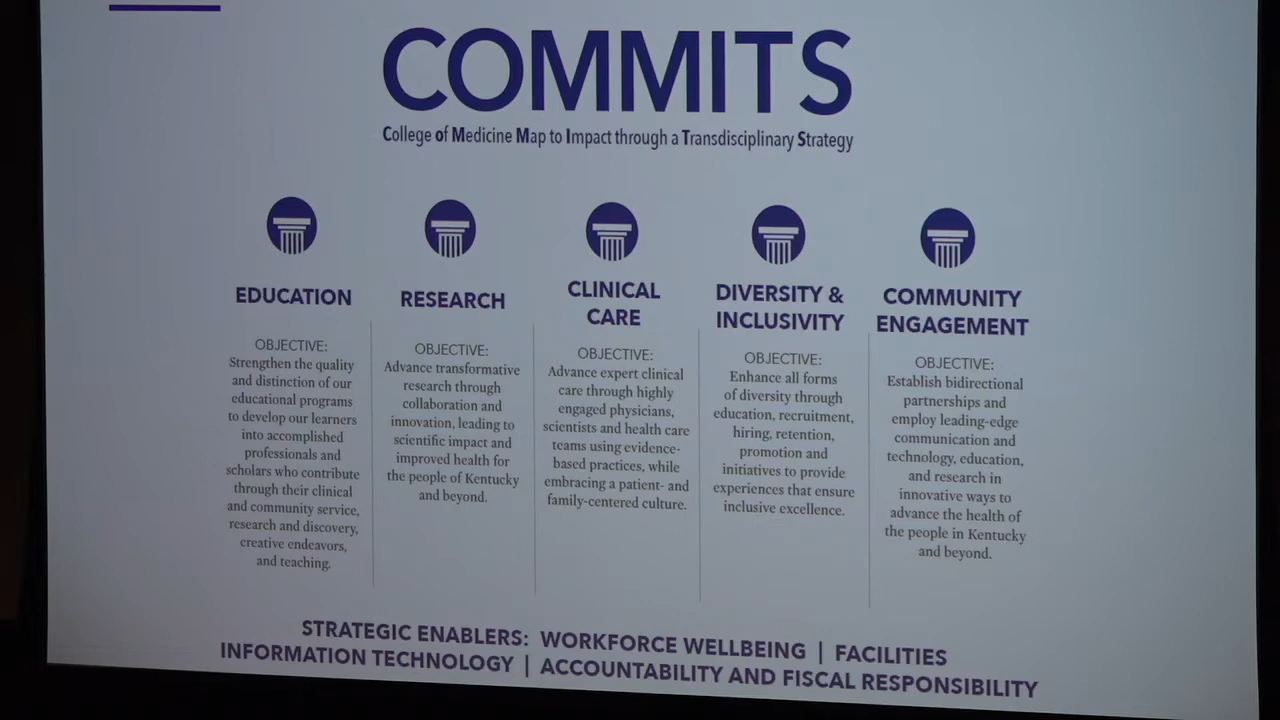 COMMITS
College of Medicine Map to Impact through a Transdisciplinary Strategy
EDUCATION
OBJECTIVE:
Strengthen the quality
and distinction of our
educational programs
to develop our learners
into accomplished
professionals and
scholars who contribute
through their clinical
and community service,
research and discovery,
creative endeavors,
and teaching.
RESEARCH
OBJECTIVE:
Advance transformative
research through
collaboration and
innovation, leading to
scientific impact and
improved health for
the people of Kentucky
and beyond.
CLINICAL
CARE
OBJECTIVE:
Advance expert clinical
care through highly
engaged physicians,
scientists and health care
teams using evidence-
based practices, while
embracing a patient- and
family-centered culture.
DIVERSITY &
INCLUSIVITY
OBJECTIVE:
Enhance all forms
of diversity through
education, recruitment,
hiring, retention,
promotion and
initiatives to provide
experiences that ensure
inclusive excellence.
COMMUNITY
ENGAGEMENT
OBJECTIVE:
Establish bidirectional
partnerships and
employ leading-edge
communication and
technology, education,
and research in
innovative ways to
advance the health of
the people in Kentucky
and beyond.
STRATEGIC ENABLERS: WORKFORCE WELLBEING | FACILITIES
INFORMATION TECHNOLOGY | ACCOUNTABILITY AND FISCAL RESPONSIBILITY